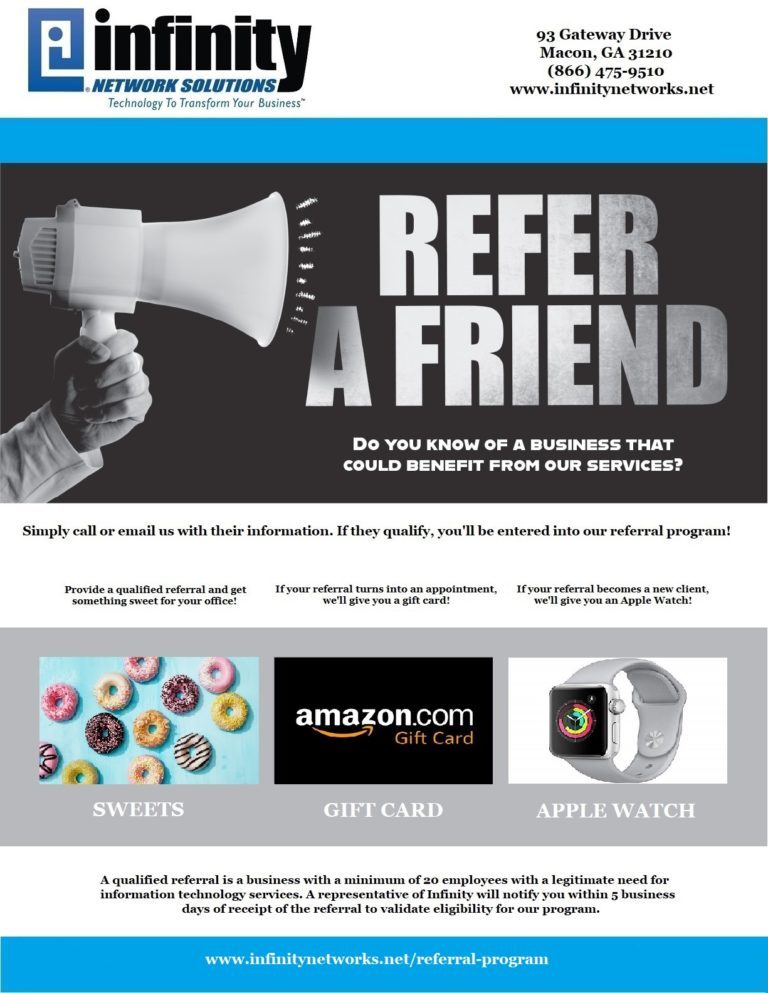 infinity
NETWORK SOLUTIONS
Technology To Transform Your Business™
93 Gateway Drive
Macon, GA 31210
(866) 475-9510
www.infinitynetworks.net
REFER
A FRIEND
DO YOU KNOW OF A BUSINESS THAT
COULD BENEFIT FROM OUR SERVICES?
Simply call or email us with their information. If they qualify, you'll be entered into our referral program!
Provide a qualified referral and get
something sweet for your office!
If your referral turns into an appointment,
we'll give you a gift card!
If your referral becomes a new client,
we'll give you an Apple Watch!
amazon.com
Gift Card
SWEETS
GIFT CARD
APPLE WATCH
A qualified referral is a business with a minimum of 20 employees with a legitimate need for
information technology services. A representative of Infinity will notify you within 5 business
days of receipt of the referral to validate eligibility for our program.
www.infinitynetworks.net/referral-program